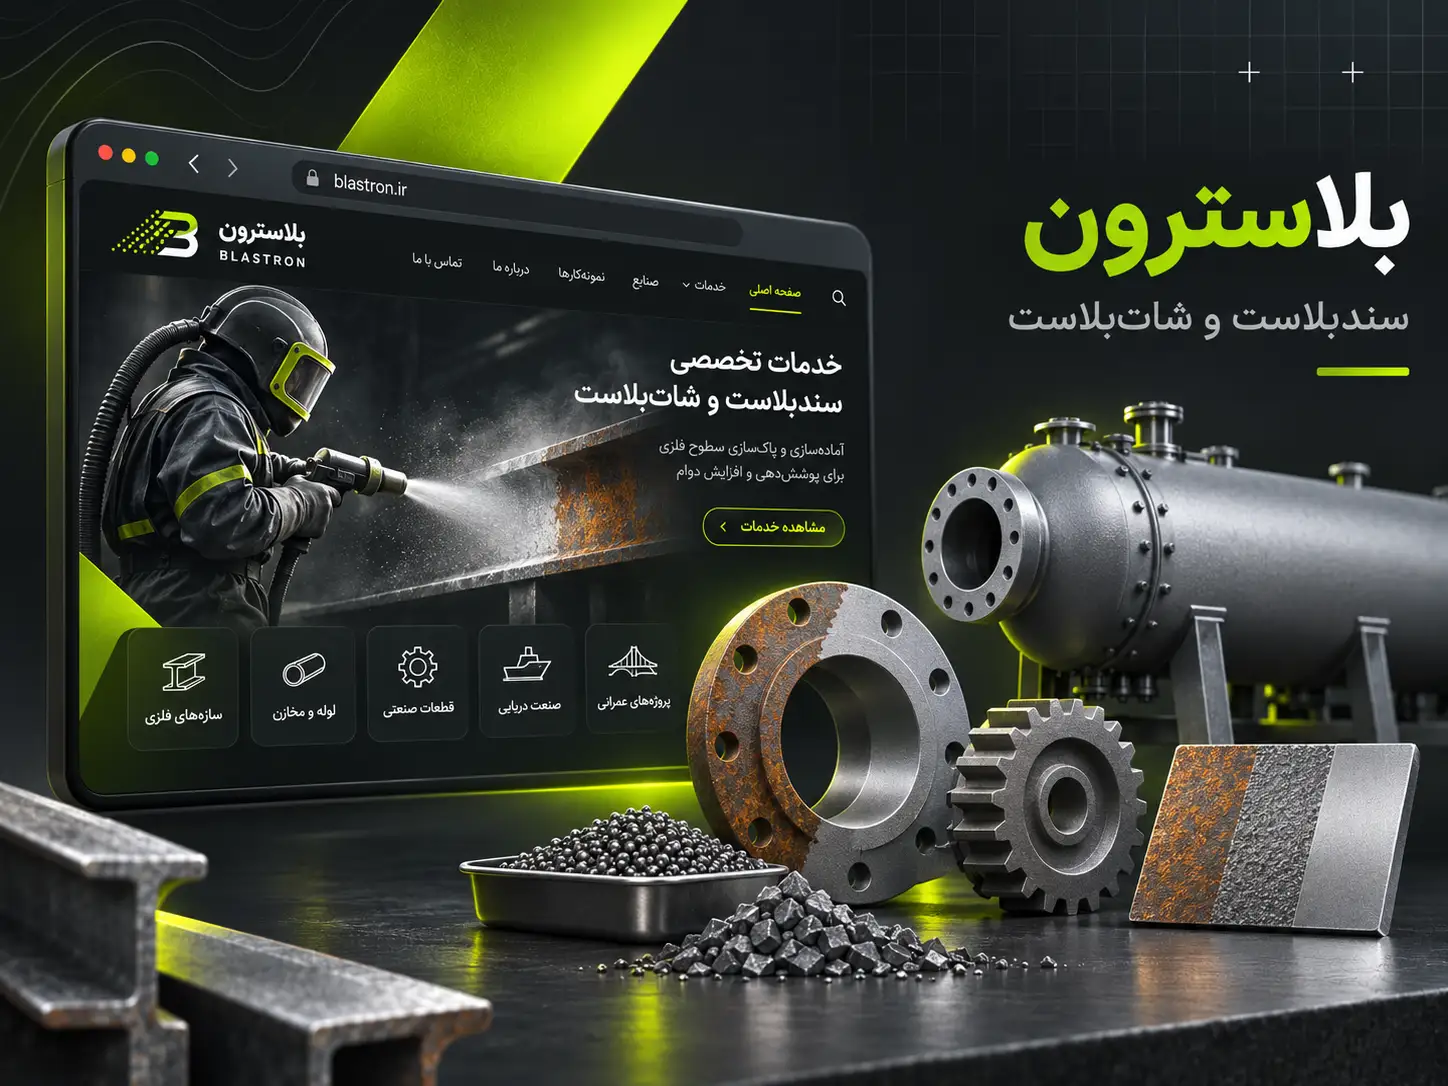 blastron.ir
بلاسترون
BLASTRON
صفحه اصلی
خدمات
صنایع
نمونه‌کارها
درباره ما
تماس با ما
خدمات تخصصی
سندبلاست و شات‌بلاست
آماده‌سازی و پاک‌سازی سطوح فلزی
برای پوشش‌دهی و افزایش دوام
مشاهده خدمات
سازه‌های فلزی
لوله و مخازن
قطعات صنعتی
صنعت دریایی
پروژه‌های عمرانی
بلاسترون
سندبلاست و شات‌بلاست